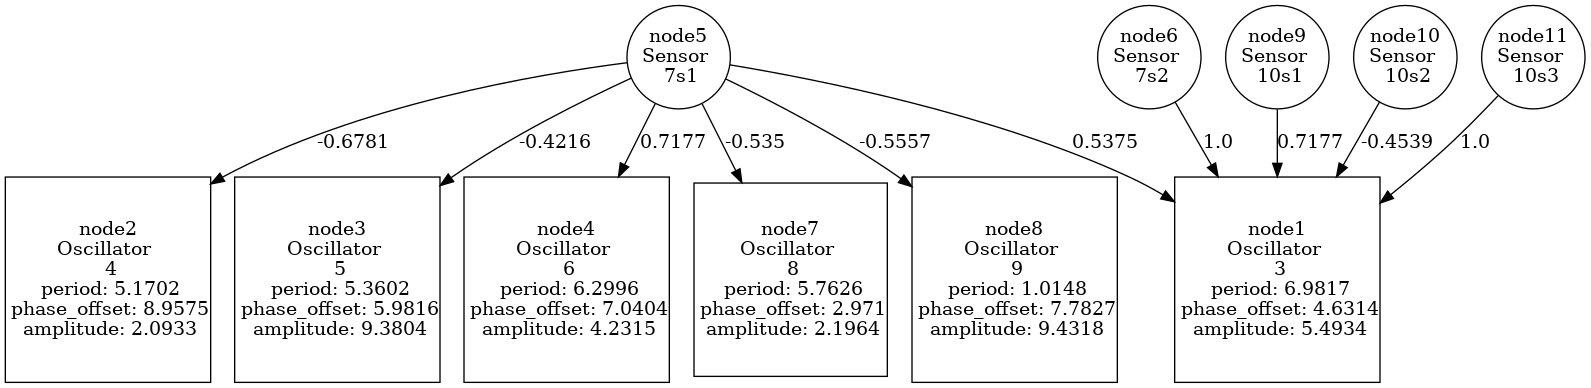 node5
Sensor
7s1
node6
Sensor
7s2
node9
Sensor
10s1
node10
Sensor
10s2
node11
Sensor
10s3
-0.6781
-0.4216
0.7177
-0.535
-0.5557
0.5375
1.0
0.7177
-0.4539
1.0
node2
Oscillator
4
period: 5.1702
phase_offset: 8.9575
amplitude: 2.0933
node3
Oscillator
5
period: 5.3602
phase_offset: 5.9816
amplitude: 9.3804
node4
Oscillator
6
period: 6.2996
phase_offset: 7.0404
amplitude: 4.2315
node7
Oscillator
8
period: 5.7626
phase_offset: 2.971
amplitude: 2.1964
node8
Oscillator
9
period: 1.0148
phase_offset: 7.7827
amplitude: 9.4318
node1
Oscillator
3
period: 6.9817
phase_offset: 4.6314
amplitude: 5.4934